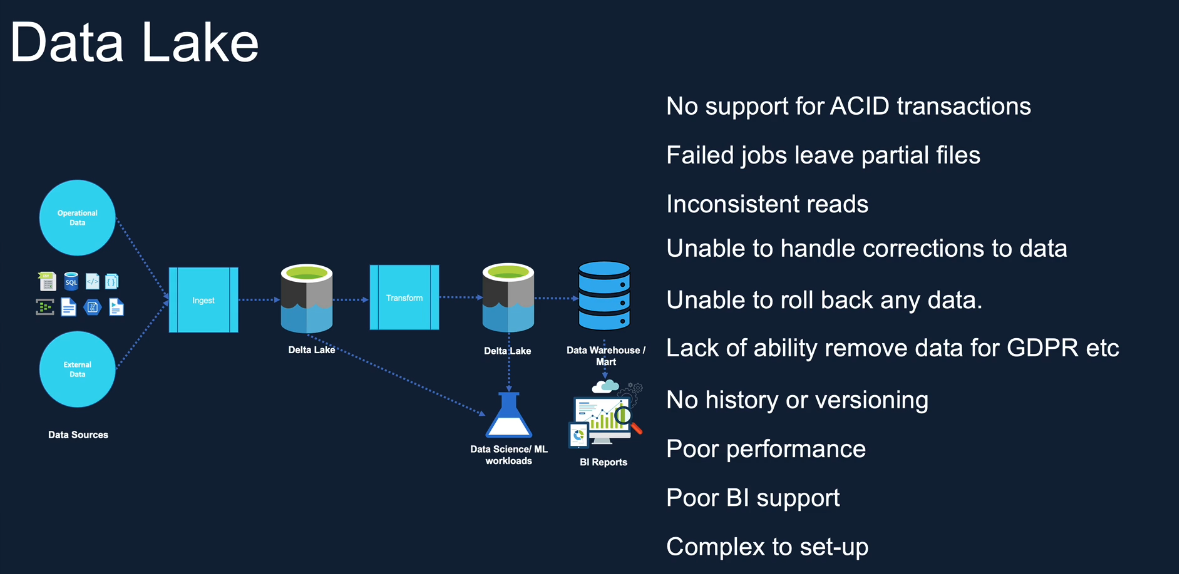 Data Lake
Operational
Data
SQL
Ingest
Transform
External
Data
Data Sources
Delta Lake
Delta Lake
Data Warehouse /
Mart
Data Science/ ML
workloads
BI Reports
No support for ACID transactions
Failed jobs leave partial files
Inconsistent reads
Unable to handle corrections to data
Unable to roll back any data.
Lack of ability remove data for GDPR etc
No history or versioning
Poor performance
Poor BI support
Complex to set-up